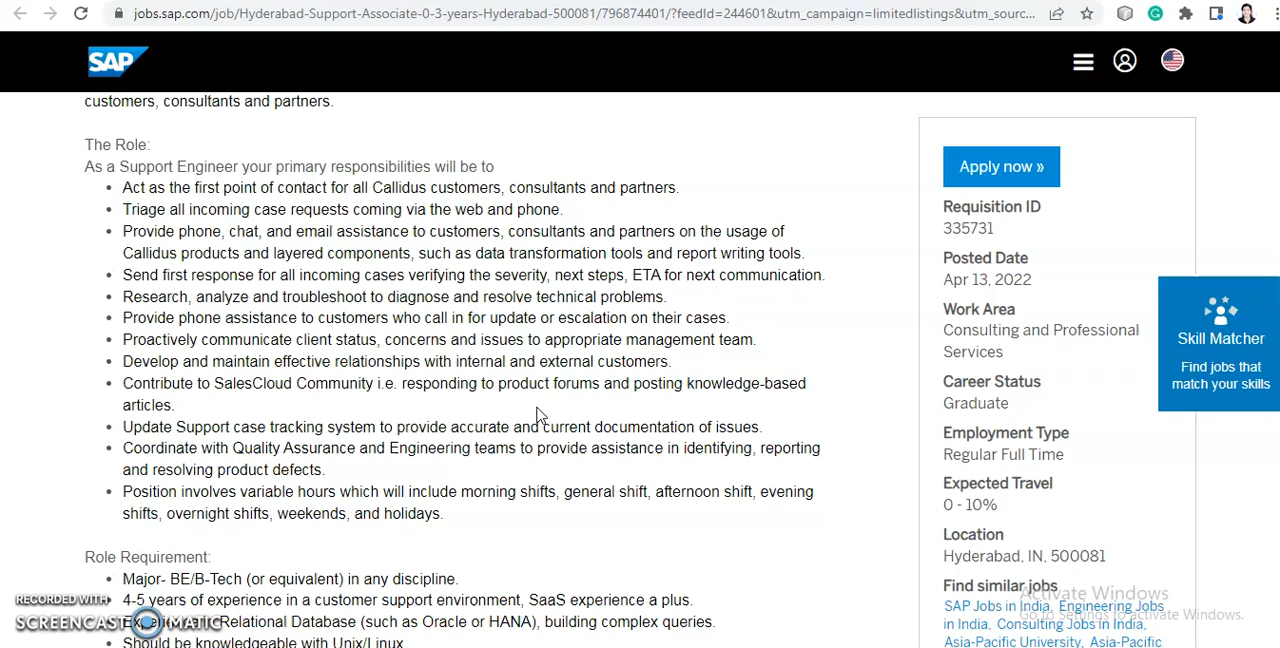 jobs.sap.com/job/Hyderabad-Support-Associate-0-3-years-Hyderabad-500081/796874401/?feedId=244601&utm_campaign=limitedlistings&utm_sourc...
SAP
customers, consultants and partners.
The Role:
As a Support Engineer your primary responsibilities will be to
• Act as the first point of contact for all Callidus customers, consultants and partners.
• Triage all incoming case requests coming via the web and phone.
• Provide phone, chat, and email assistance to customers, consultants and partners on the usage of
Callidus products and layered components, such as data transformation tools and report writing tools.
• Send first response for all incoming cases verifying the severity, next steps, ETA for next communication.
• Research, analyze and troubleshoot to diagnose and resolve technical problems.
• Provide phone assistance to customers who call in for update or escalation on their cases.
• Proactively communicate client status, concerns and issues to appropriate management team.
• Develop and maintain effective relationships with internal and external customers.
• Contribute to SalesCloud Community i.e. responding to product forums and posting knowledge-based
articles.
• Update Support case tracking system to provide accurate and current documentation of issues.
• Coordinate with Quality Assurance and Engineering teams to provide assistance in identifying, reporting
and resolving product defects.
• Position involves variable hours which will include morning shifts, general shift, afternoon shift, evening
shifts, overnight shifts, weekends, and holidays.
Role Requirement:
• Major- BE/B-Tech (or equivalent) in any discipline.
• 4-5 years of experience in a customer support environment, SaaS experience a plus.
Relational Databases (such as Oracle or HANA), building complex queries.
• Should be knowledgeable with Unix/Linux
RECORDED WITH
SCREENCAST MATIC
Apply now »
Requisition ID
335731
Posted Date
Apr 13, 2022
Work Area
Consulting and Professional
Services
Career Status
Graduate
Employment Type
Regular Full Time
Expected Travel
0 - 10%
Location
Hyderabad, IN, 500081
Find similar jobs
SAP Jobs in India, Engineering Jobs
in India, Consulting Jobs in India,
Asia-Pacific University, Asia-Pacific
Skill Matcher
Find jobs that
match your skills
Activate Windows
Go to Settings to activate Windows.